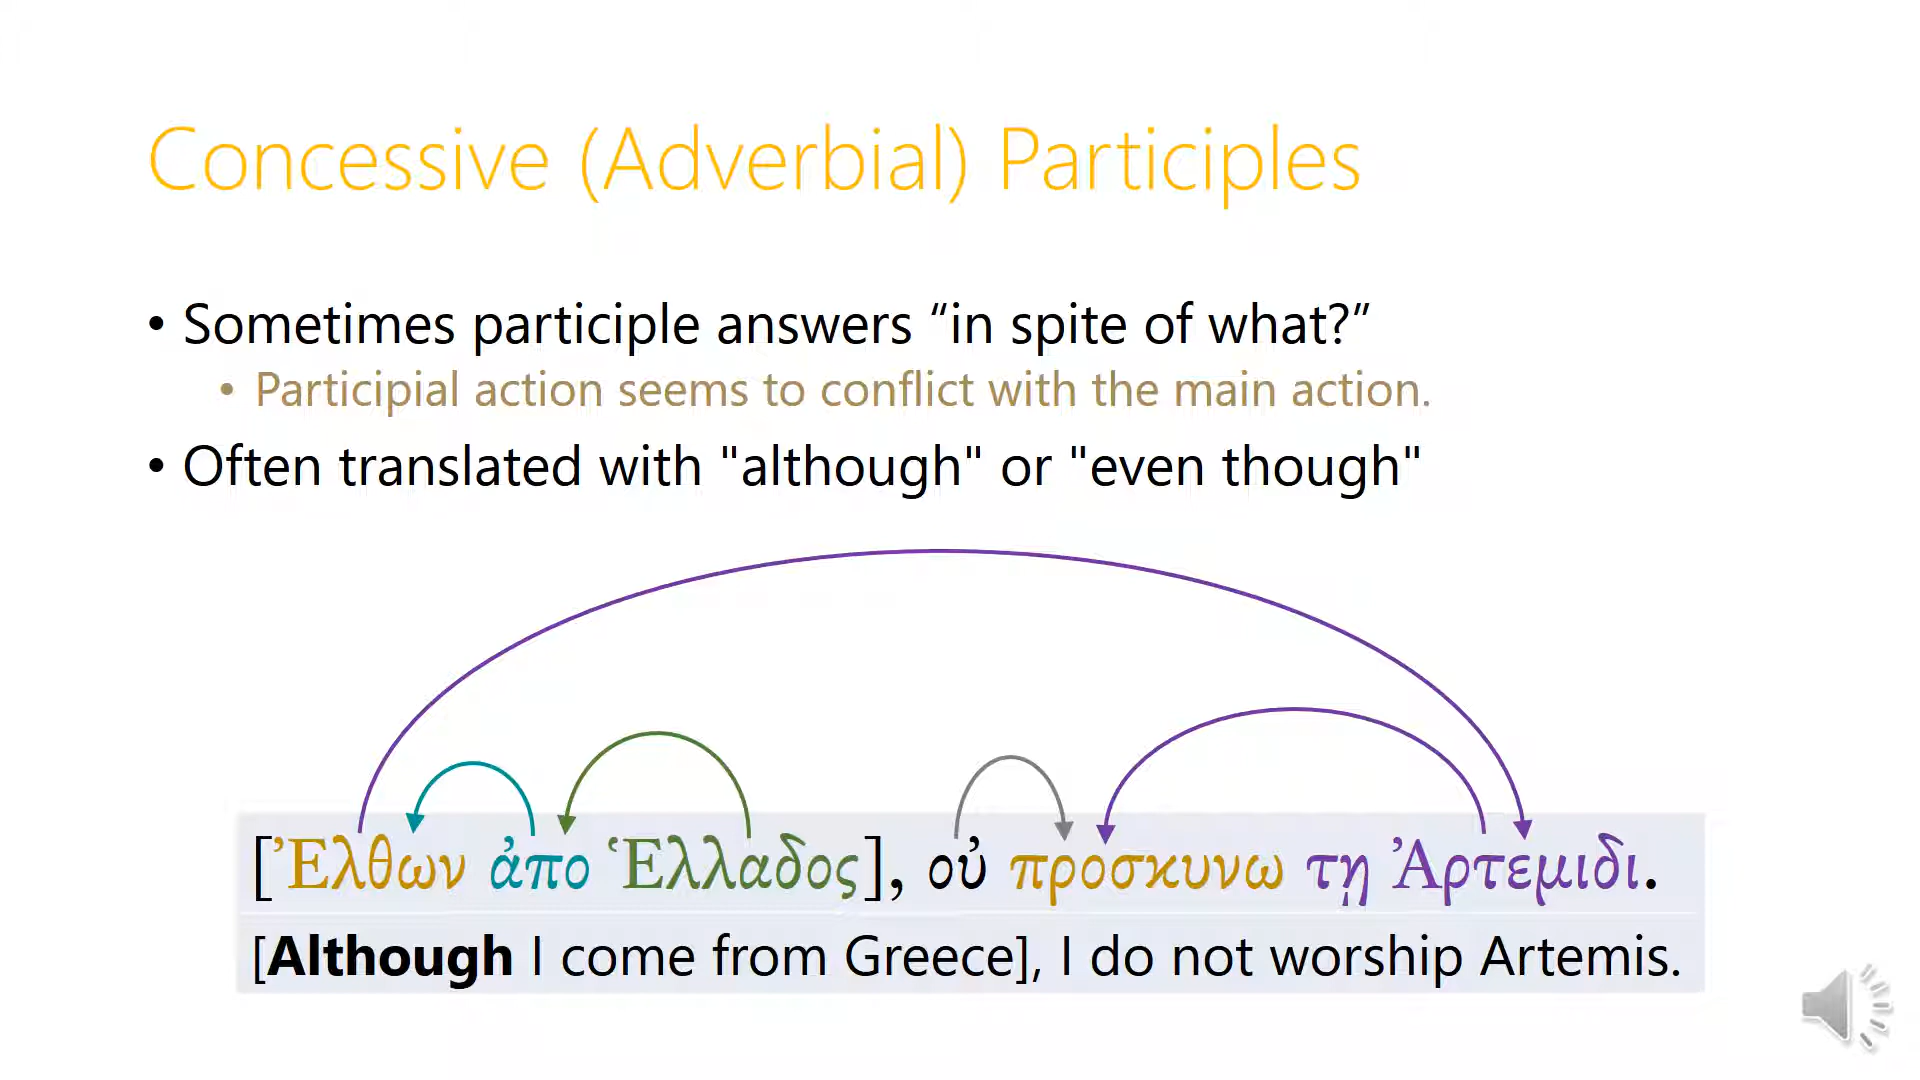 Concessive (Adverbial) Participles
• Sometimes participle answers “in spite of what?”
• Participial action seems to conflict with the main action.
• Often translated with "although" or "even though"
[Ἐλθων ἀπο Ἑλλαδος], οὐ προσκυνω τῃ Ἀρτεμιδι.
[Although I come from Greece], I do not worship Artemis.